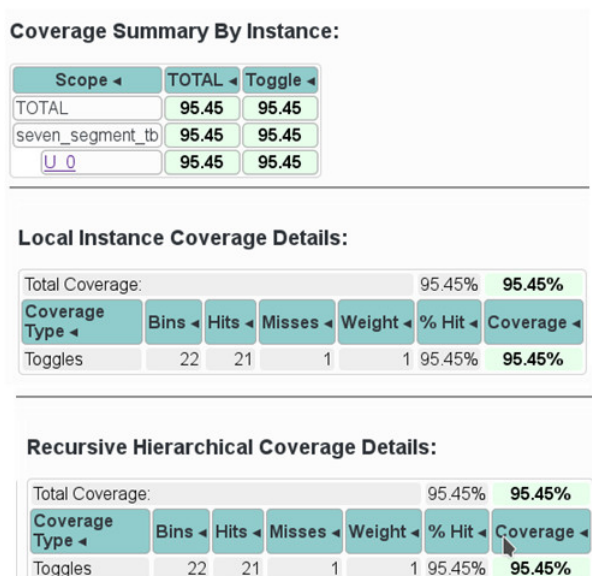 Coverage Summary By Instance:
Scope ◄ TOTAL ◄ Toggle ◄
TOTAL 95.45 95.45
seven_segment_tb 95.45 95.45
U_0 95.45 95.45
Local Instance Coverage Details:
Total Coverage: 95.45% 95.45%
Coverage Type ◄ Bins ◄ Hits ◄ Misses ◄ Weight ◄ % Hit ◄ Coverage ◄
Toggles 22 21 1 1 95.45% 95.45%
Recursive Hierarchical Coverage Details:
Total Coverage: 95.45% 95.45%
Coverage Type ◄ Bins ◄ Hits ◄ Misses ◄ Weight ◄ % Hit ◄ Coverage ◄
Toggles 22 21 1 1 95.45% 95.45%